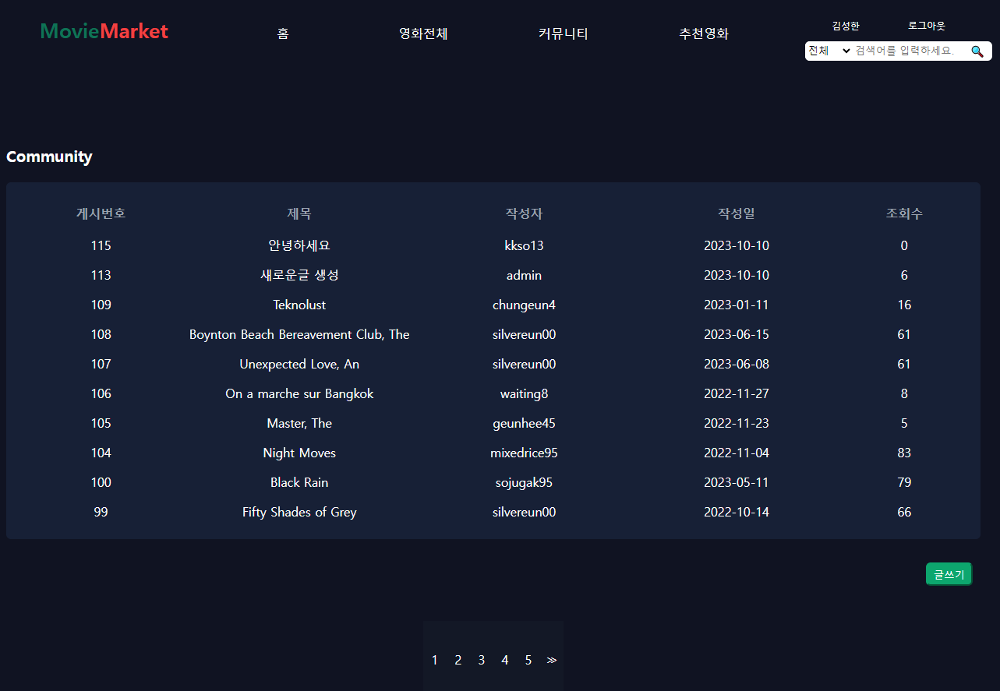 MovieMarket 홈 영화전체 커뮤니티 추천영화 김성한 로그아웃
전체 검색어를 입력하세요.
Community
게시번호 제목 작성자 작성일 조회수
115 안녕하세요 kkso13 2023-10-10 0
113 새로운글 생성 admin 2023-10-10 6
109 Teknolust chungeun4 2023-01-11 16
108 Boynton Beach Bereavement Club, The silvereun00 2023-06-15 61
107 Unexpected Love, An silvereun00 2023-06-08 61
106 On a marche sur Bangkok waiting8 2022-11-27 8
105 Master, The geunhee45 2022-11-23 5
104 Night Moves mixedrice95 2022-11-04 83
100 Black Rain sojugak95 2023-05-11 79
99 Fifty Shades of Grey silvereun00 2022-10-14 66
글쓰기
1 2 3 4 5 ≫